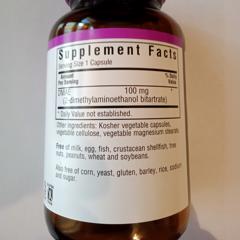 Supplement Facts
Serving Size 1 Capsule
Amount % Daily
Per Serving Value
DMAE 100 mg *
(2-dimethylaminoethanol bitartrate)
* Daily Value not established.
Other ingredients: Kosher vegetable capsules,
vegetable cellulose, vegetable magnesium stearate.
Free of milk, egg, fish, crustacean shellfish, tree
nuts, peanuts, wheat and soybeans.
Also free of corn, yeast, gluten, barley, rice, sodium
and sugar.